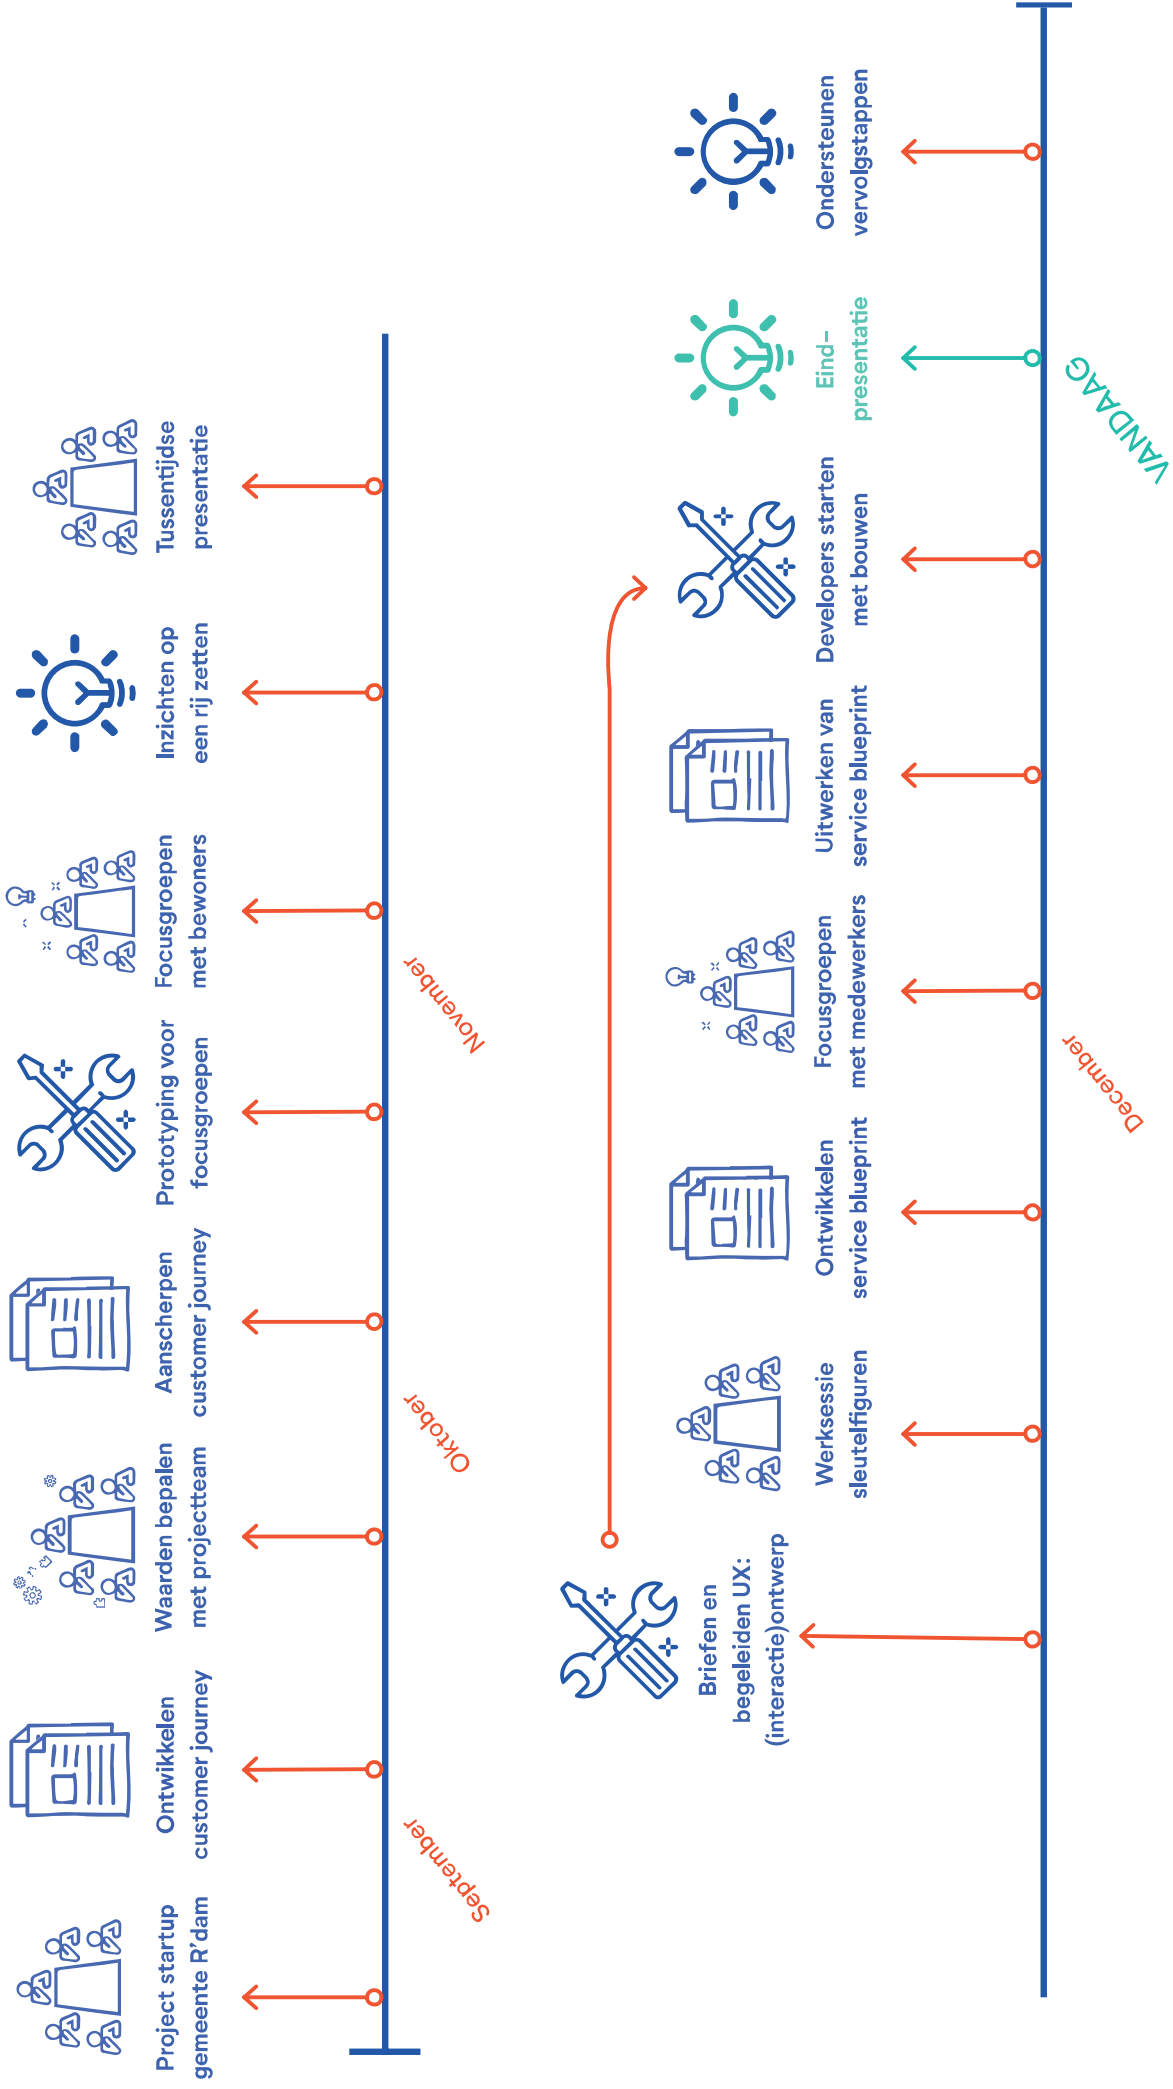 Project startup
gemeente R'dam
Ontwikkelen
customer journey
Waarden bepalen
met projectteam
Aanscherpen
customer journey
Prototyping voor
focusgroepen
Focusgroepen
met bewoners
Inzichten op
een rij zetten
Tussentijdse
presentatie
September
Oktober
November
Briefen en
begeleiden UX:
(interactie)ontwerp
Werksessie
sleutelfiguren
Ontwikkelen
service blueprint
Focusgroepen
met medewerkers
Uitwerken van
service blueprint
Developers starten
met bouwen
Eind-
presentatie
Ondersteunen
vervolgstappen
December
VANDAAG